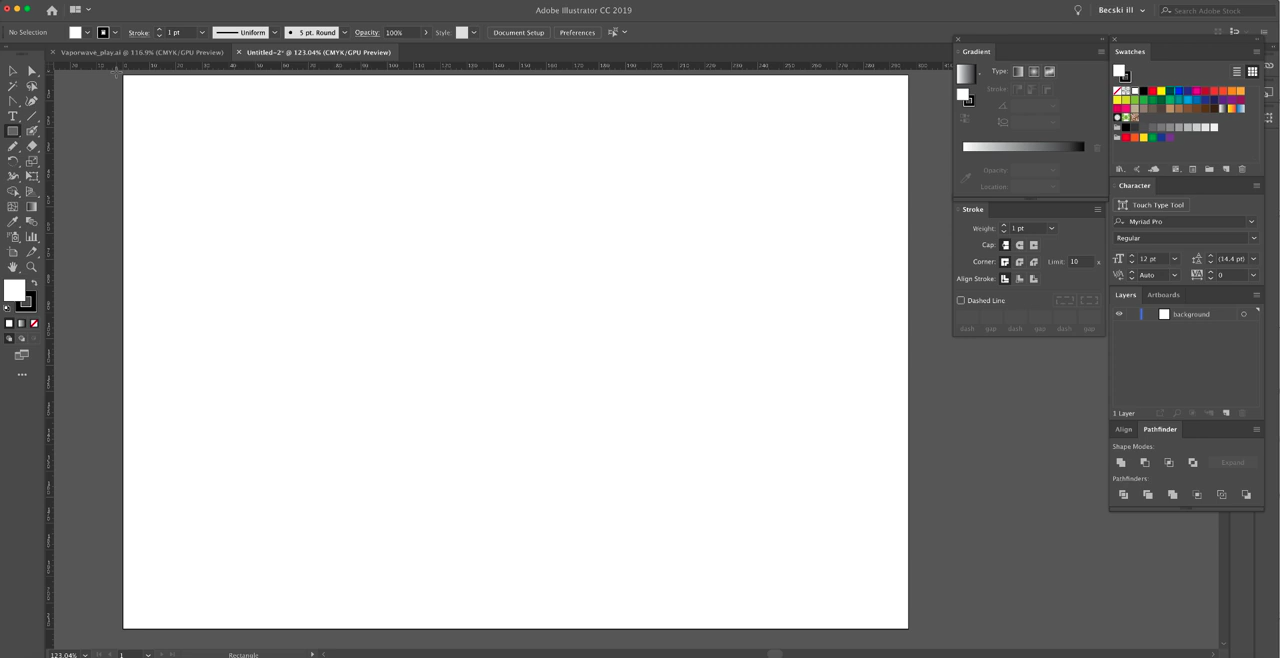 Adobe Illustrator CC 2019
Becski ill
Search Adobe Stock
No Selection
Stroke:
1 pt
Uniform
5 pt. Round
Opacity:
100%
Style:
Document Setup
Preferences
Vaporwave_play.ai @ 116.9% (CMYK/GPU Preview)
Untitled-2* @ 123.04% (CMYK/GPU Preview)
Gradient
Type:
Stroke:
Opacity:
Location:
Stroke
Weight:
1 pt
Cap:
Corner:
Limit:
10
x
Align Stroke:
Dashed Line
dash gap dash gap dash gap
Swatches
Character
Touch Type Tool
Myriad Pro
Regular
12 pt
(14.4 pt)
Auto
0
Layers
Artboards
background
1 Layer
Align
Pathfinder
Shape Modes:
Expand
Pathfinders:
123.04%
1
Rectangle